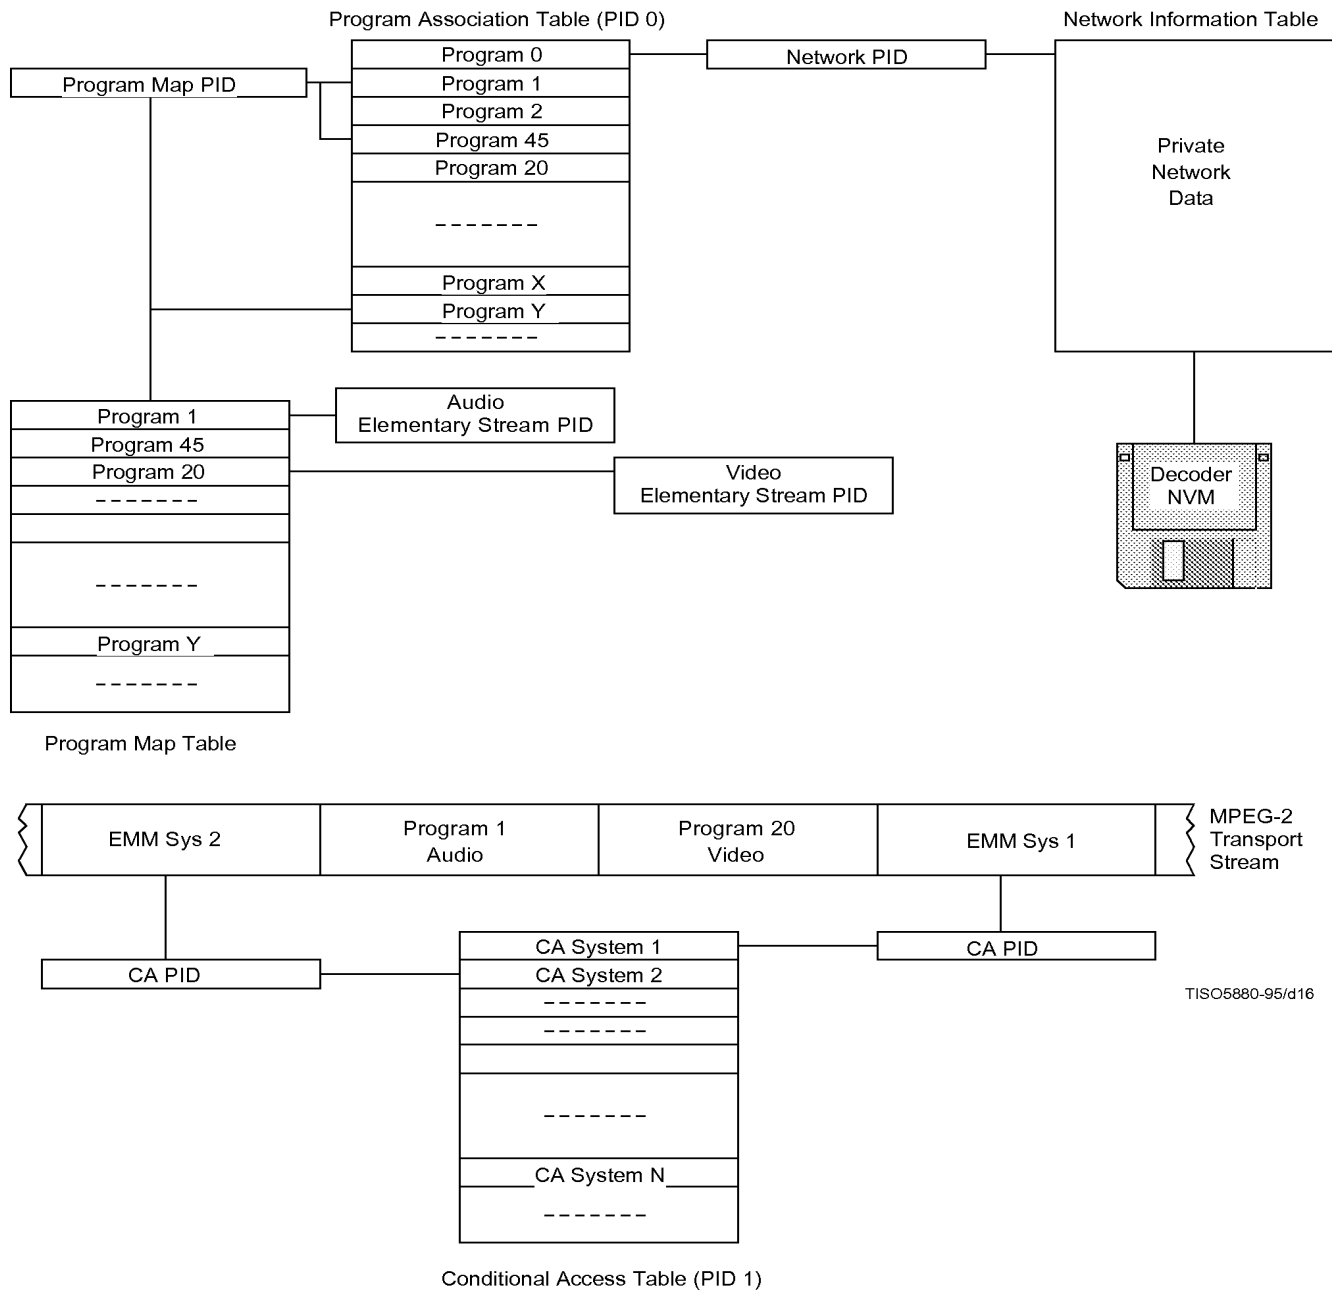 Program Association Table (PID 0)
Network Information Table
Program Map PID
Program 0
Program 1
Program 2
Program 45
Program 20
- - - - - - -
Program X
Program Y
- - - - - - -
Network PID
Private
Network
Data
Program 1
Program 45
Program 20
- - - - - - -
- - - - - - -
Program Y
- - - - - - -
Program Map Table
Audio
Elementary Stream PID
Video
Elementary Stream PID
Decoder
NVM
EMM Sys 2
Program 1
Audio
Program 20
Video
EMM Sys 1
MPEG-2
Transport
Stream
CA PID
CA System 1
CA System 2
- - - - - - -
- - - - - - -
- - - - - - -
CA System N
- - - - - - -
CA PID
TISO5880-95/d16
Conditional Access Table (PID 1)